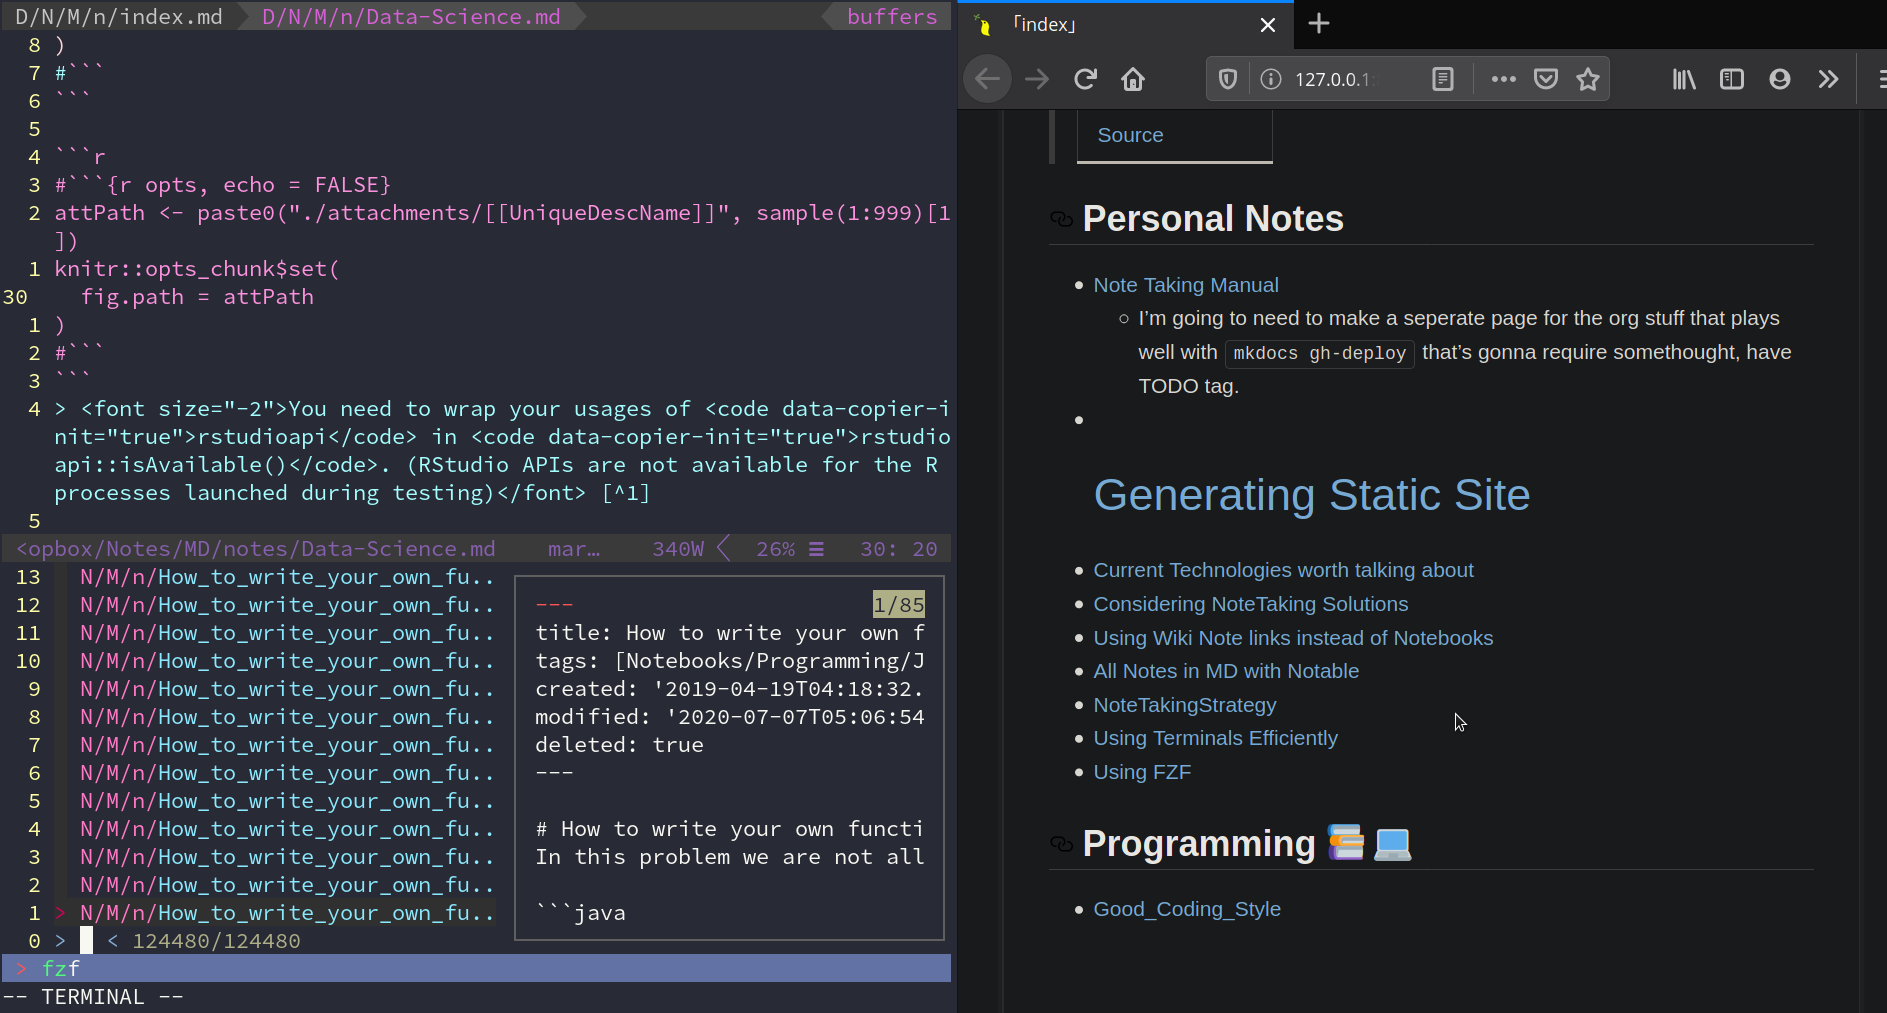 D/N/M/n/index.md D/N/M/n/Data-Science.md buffers
8 )
7 #```
6 ```
5
4 ```r
3 #```{r opts, echo = FALSE}
2 attPath <- paste0("./attachments/[[UniqueDescName]]", sample(1:999)[1
])
1 knitr::opts_chunk$set(
30 fig.path = attPath
1 )
2 #```
3 ```
4 > <font size="-2">You need to wrap your usages of <code data-copier-i
nit="true">rstudioapi</code> in <code data-copier-init="true">rstudio
api::isAvailable()</code>. (RStudio APIs are not available for the R
processes launched during testing)</font> [^1]
5
<opbox/Notes/MD/notes/Data-Science.md mar… 340W 26% ☰ 30: 20
13 N/M/n/How_to_write_your_own_fu..
12 N/M/n/How_to_write_your_own_fu..
11 N/M/n/How_to_write_your_own_fu..
10 N/M/n/How_to_write_your_own_fu..
9 N/M/n/How_to_write_your_own_fu..
8 N/M/n/How_to_write_your_own_fu..
7 N/M/n/How_to_write_your_own_fu..
6 N/M/n/How_to_write_your_own_fu..
5 N/M/n/How_to_write_your_own_fu..
4 N/M/n/How_to_write_your_own_fu..
3 N/M/n/How_to_write_your_own_fu..
2 N/M/n/How_to_write_your_own_fu..
1 > N/M/n/How_to_write_your_own_fu..
0 > < 124480/124480
--- 1/85
title: How to write your own f
tags: [Notebooks/Programming/J
created: '2019-04-19T04:18:32.
modified: '2020-07-07T05:06:54
deleted: true
---
# How to write your own functi
In this problem we are not all
```java
> fzf
-- TERMINAL --
「index」
127.0.0.1:
Source
Personal Notes
Note Taking Manual
I'm going to need to make a seperate page for the org stuff that plays
well with mkdocs gh-deploy that's gonna require somethought, have
TODO tag.
Generating Static Site
Current Technologies worth talking about
Considering NoteTaking Solutions
Using Wiki Note links instead of Notebooks
All Notes in MD with Notable
NoteTakingStrategy
Using Terminals Efficiently
Using FZF
Programming 📚 💻
Good_Coding_Style